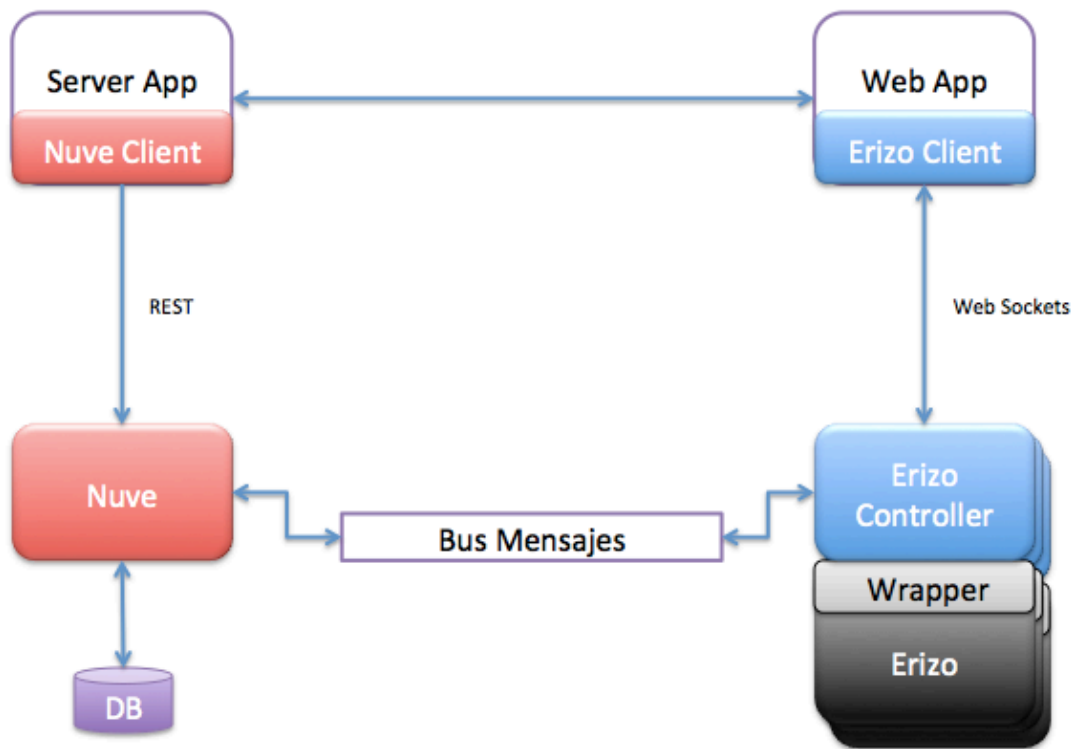 Server App
Web App
Nuve Client
Erizo Client
REST
Web Sockets
Nuve
Erizo
Controller
Bus Mensajes
Wrapper
Erizo
DB